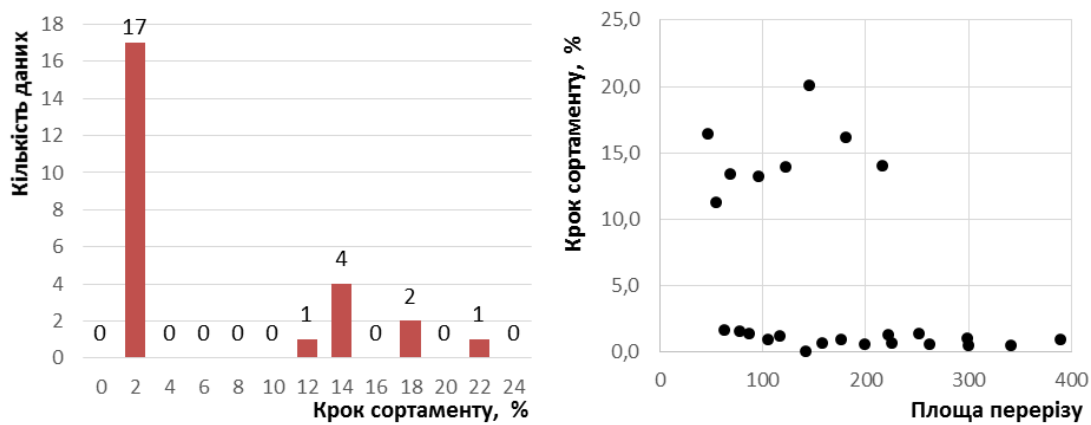 Кількість даних
18
16
14
12
10
8
6
4
2
0
0 17 0 0 0 0 1 4 0 2 0 1 0
0 2 4 6 8 10 12 14 16 18 20 22 24
Крок сортаменту, %
Крок сортаменту, %
25,0
20,0
15,0
10,0
5,0
0,0
0 100 200 300 400
Площа перерізу